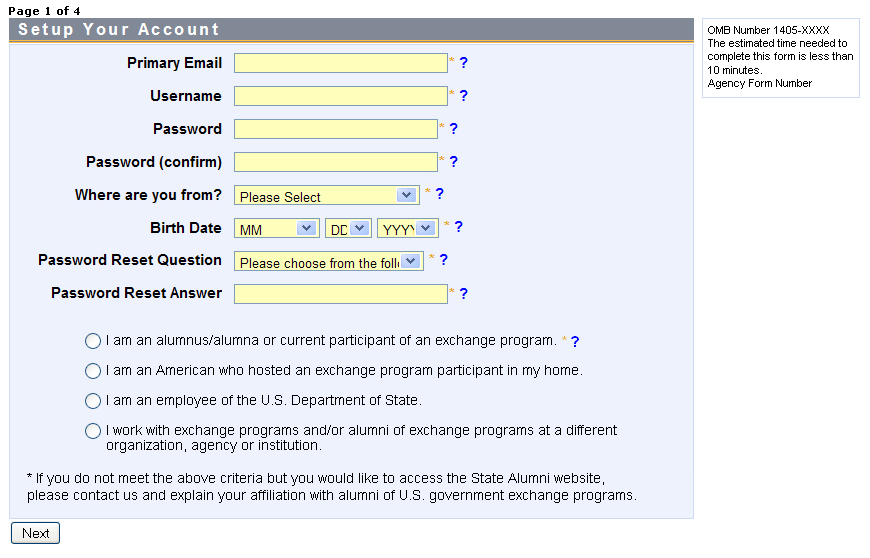 Page 1 of 4
Setup Your Account
OMB Number 1405-XXXX
The estimated time needed to
complete this form is less than
10 minutes.
Agency Form Number
Primary Email * ?
Username * ?
Password * ?
Password (confirm) * ?
Where are you from? Please Select * ?
Birth Date MM DD YYYY * ?
Password Reset Question Please choose from the foll * ?
Password Reset Answer * ?
I am an alumnus/alumna or current participant of an exchange program. * ?
I am an American who hosted an exchange program participant in my home.
I am an employee of the U.S. Department of State.
I work with exchange programs and/or alumni of exchange programs at a different
organization, agency or institution.
* If you do not meet the above criteria but you would like to access the State Alumni website,
please contact us and explain your affiliation with alumni of U.S. government exchange programs.
Next